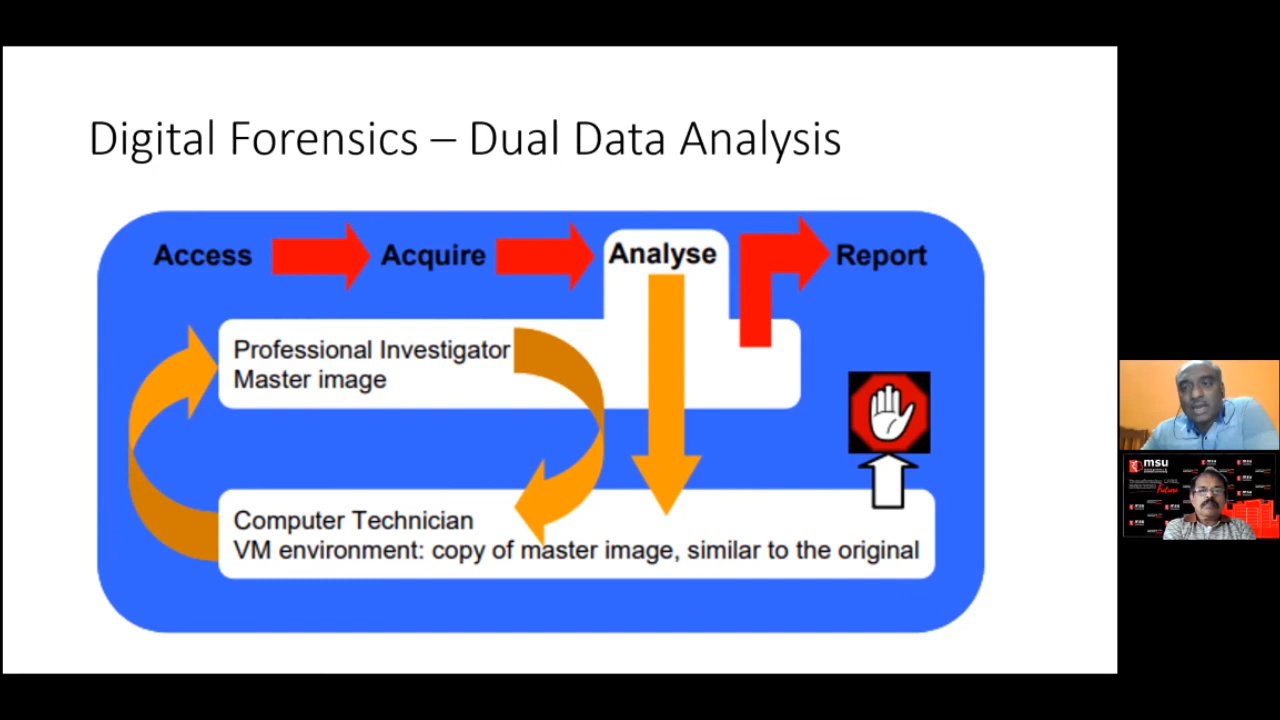 Digital Forensics – Dual Data Analysis
Access
Acquire
Analyse
Report
Professional Investigator
Master image
Computer Technician
VM environment: copy of master image, similar to the original
msu